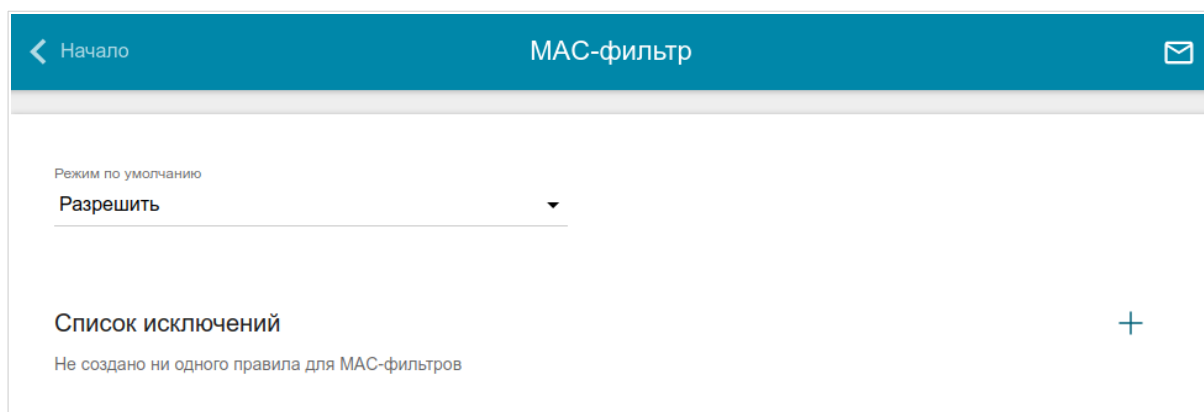 Начало
MAC-фильтр
Режим по умолчанию
Разрешить
Список исключений
Не создано ни одного правила для MAC-фильтров